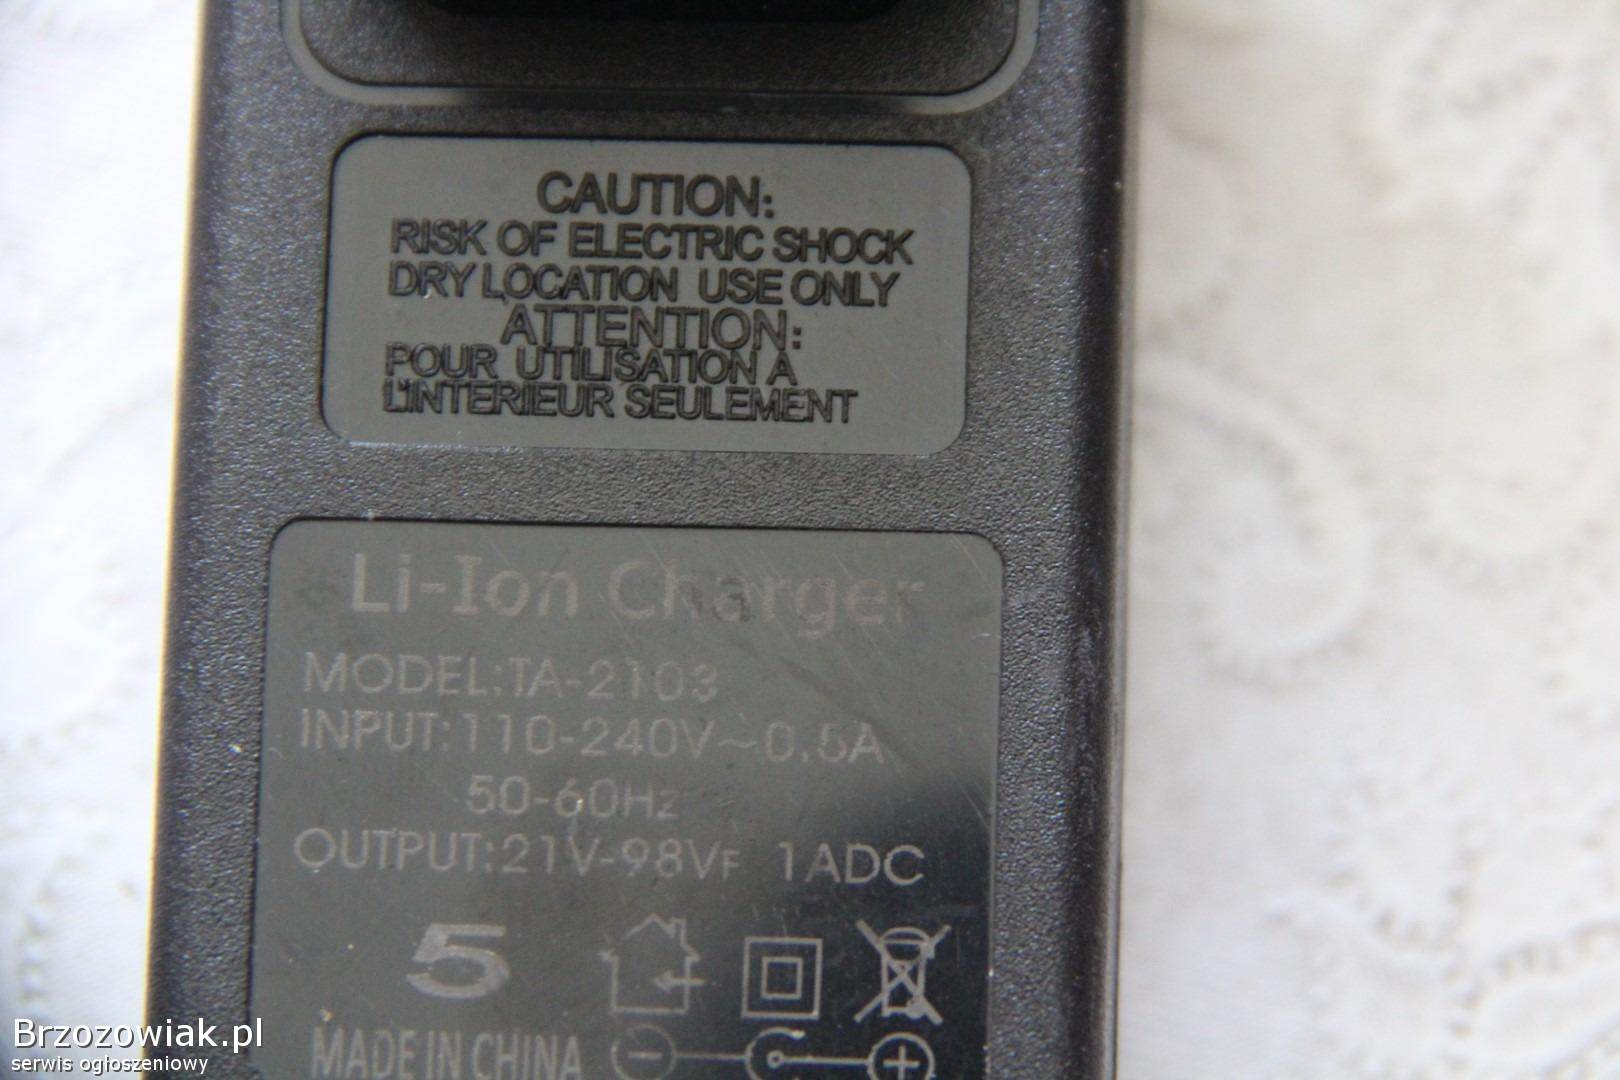 CAUTION:
RISK OF ELECTRIC SHOCK
DRY LOCATION USE ONLY
ATTENTION:
POUR UTILISATION A
L'INTERIEUR SEULEMENT
Li-Ion Charger
MODEL:TA-2103
INPUT:110-240V~0.5A
50-60Hz
OUTPUT:21V-98VF 1ADC
5
MADE IN CHINA
Brzozowiak.pl
serwis ogłoszeniowy